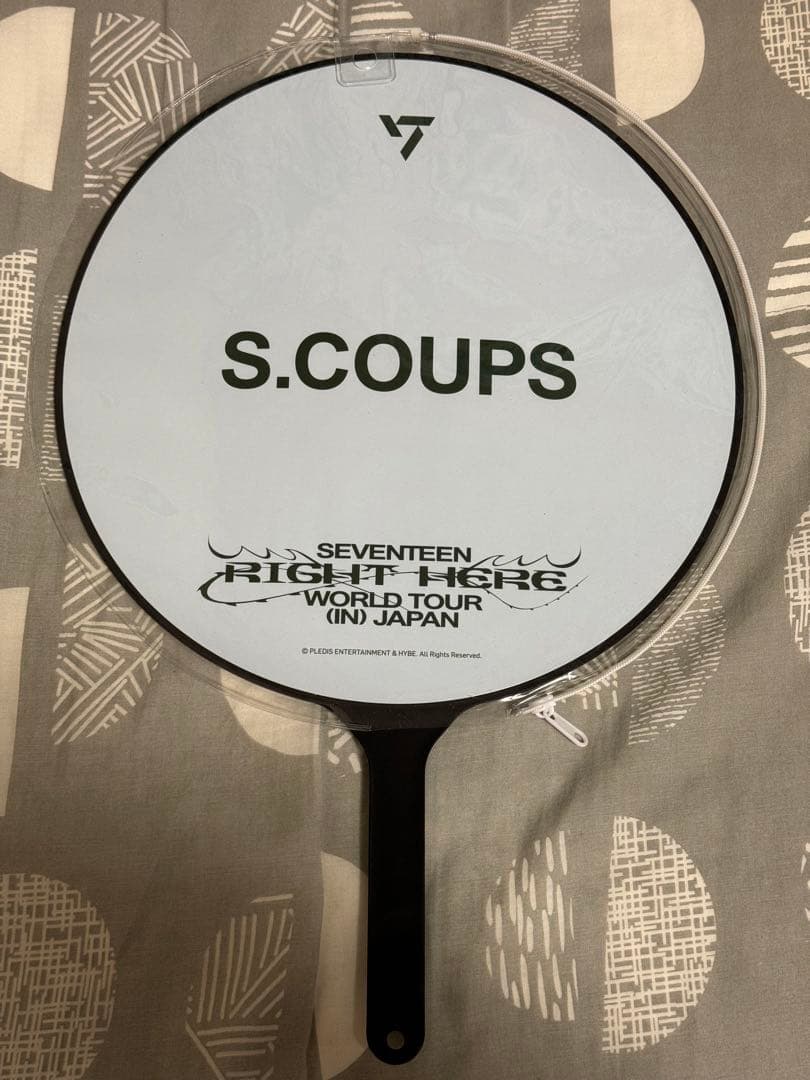 S.COUPS
SEVENTEEN
RIGHT HERE
WORLD TOUR
(IN) JAPAN
© PLEDIS ENTERTAINMENT & HYBE. All Rights Reserved.